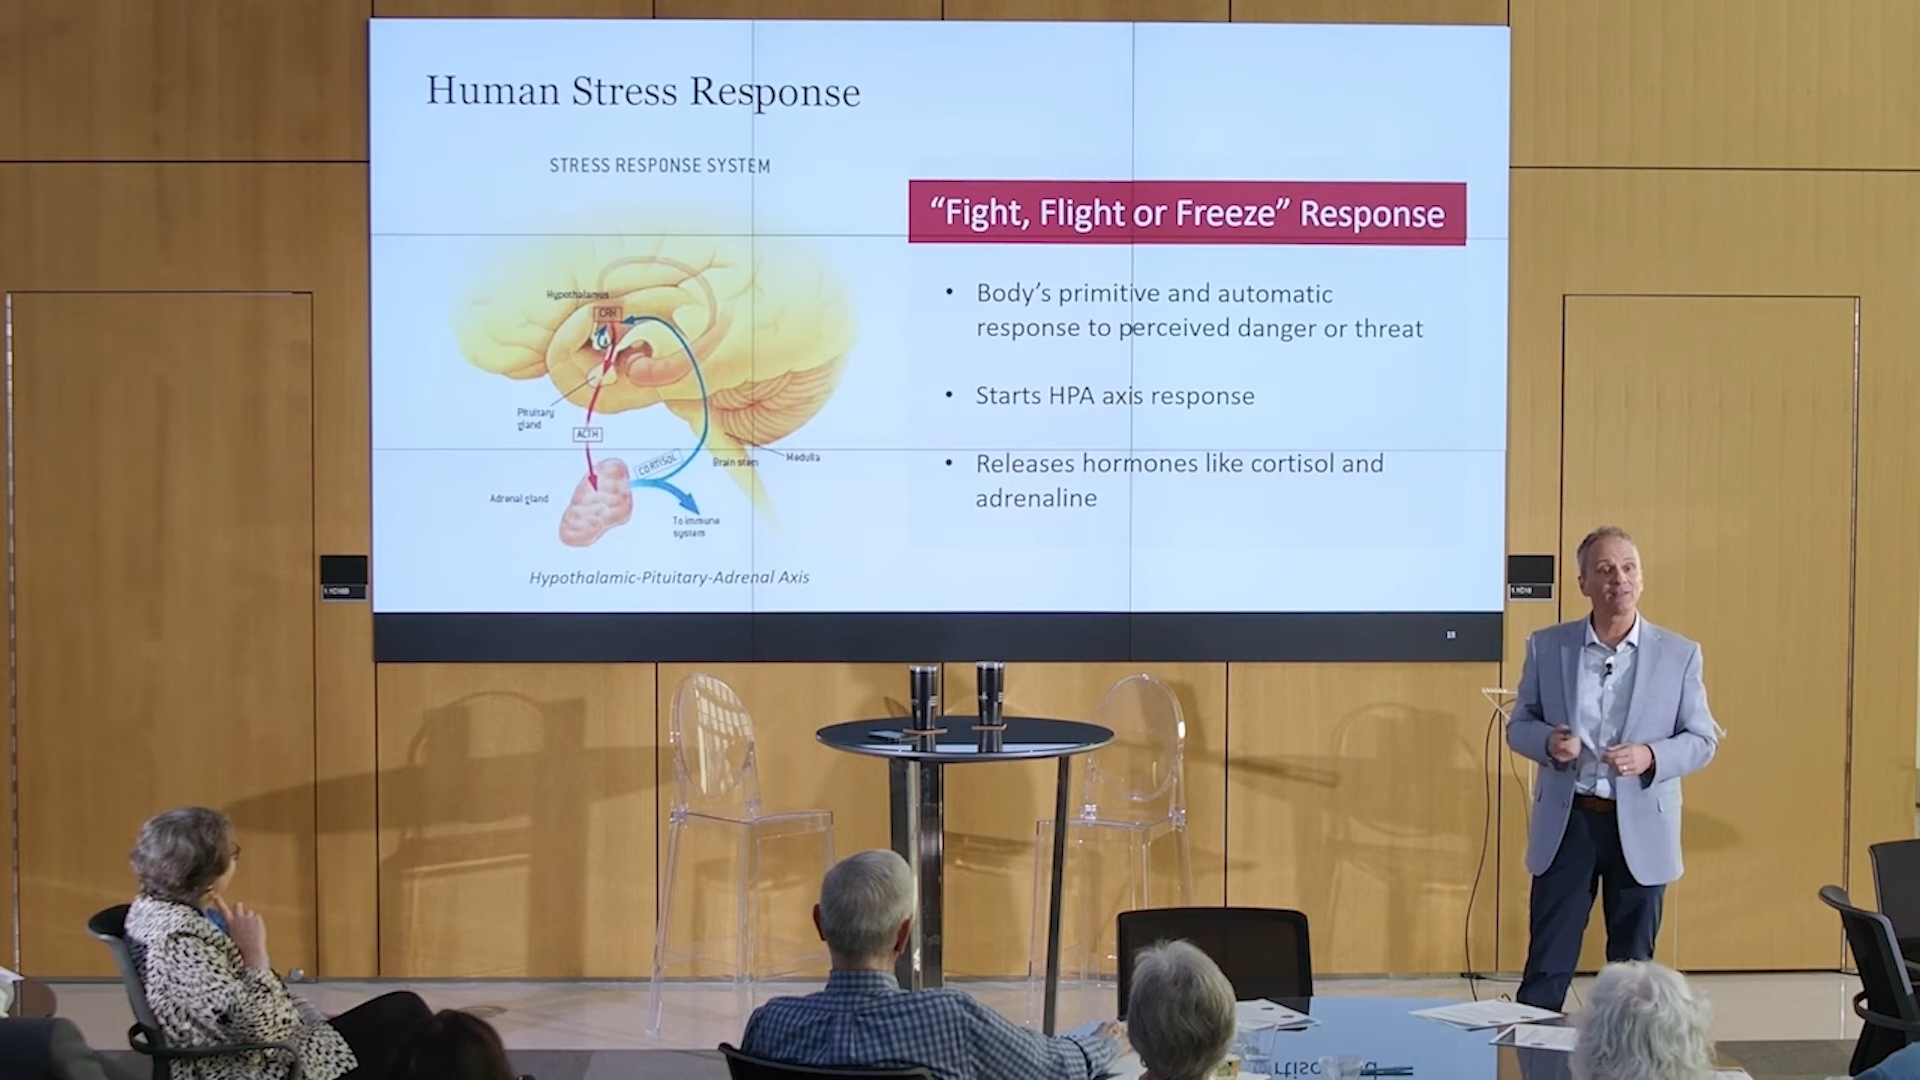 Human Stress Response
STRESS RESPONSE SYSTEM
Hypothalamus
CRH
Pituitary
gland
ACTH
CORTISOL
Brain stem
Medulla
Adrenal gland
To immune
system
Hypothalamic-Pituitary-Adrenal Axis
“Fight, Flight or Freeze” Response
• Body’s primitive and automatic
response to perceived danger or threat
• Starts HPA axis response
• Releases hormones like cortisol and
adrenaline
18